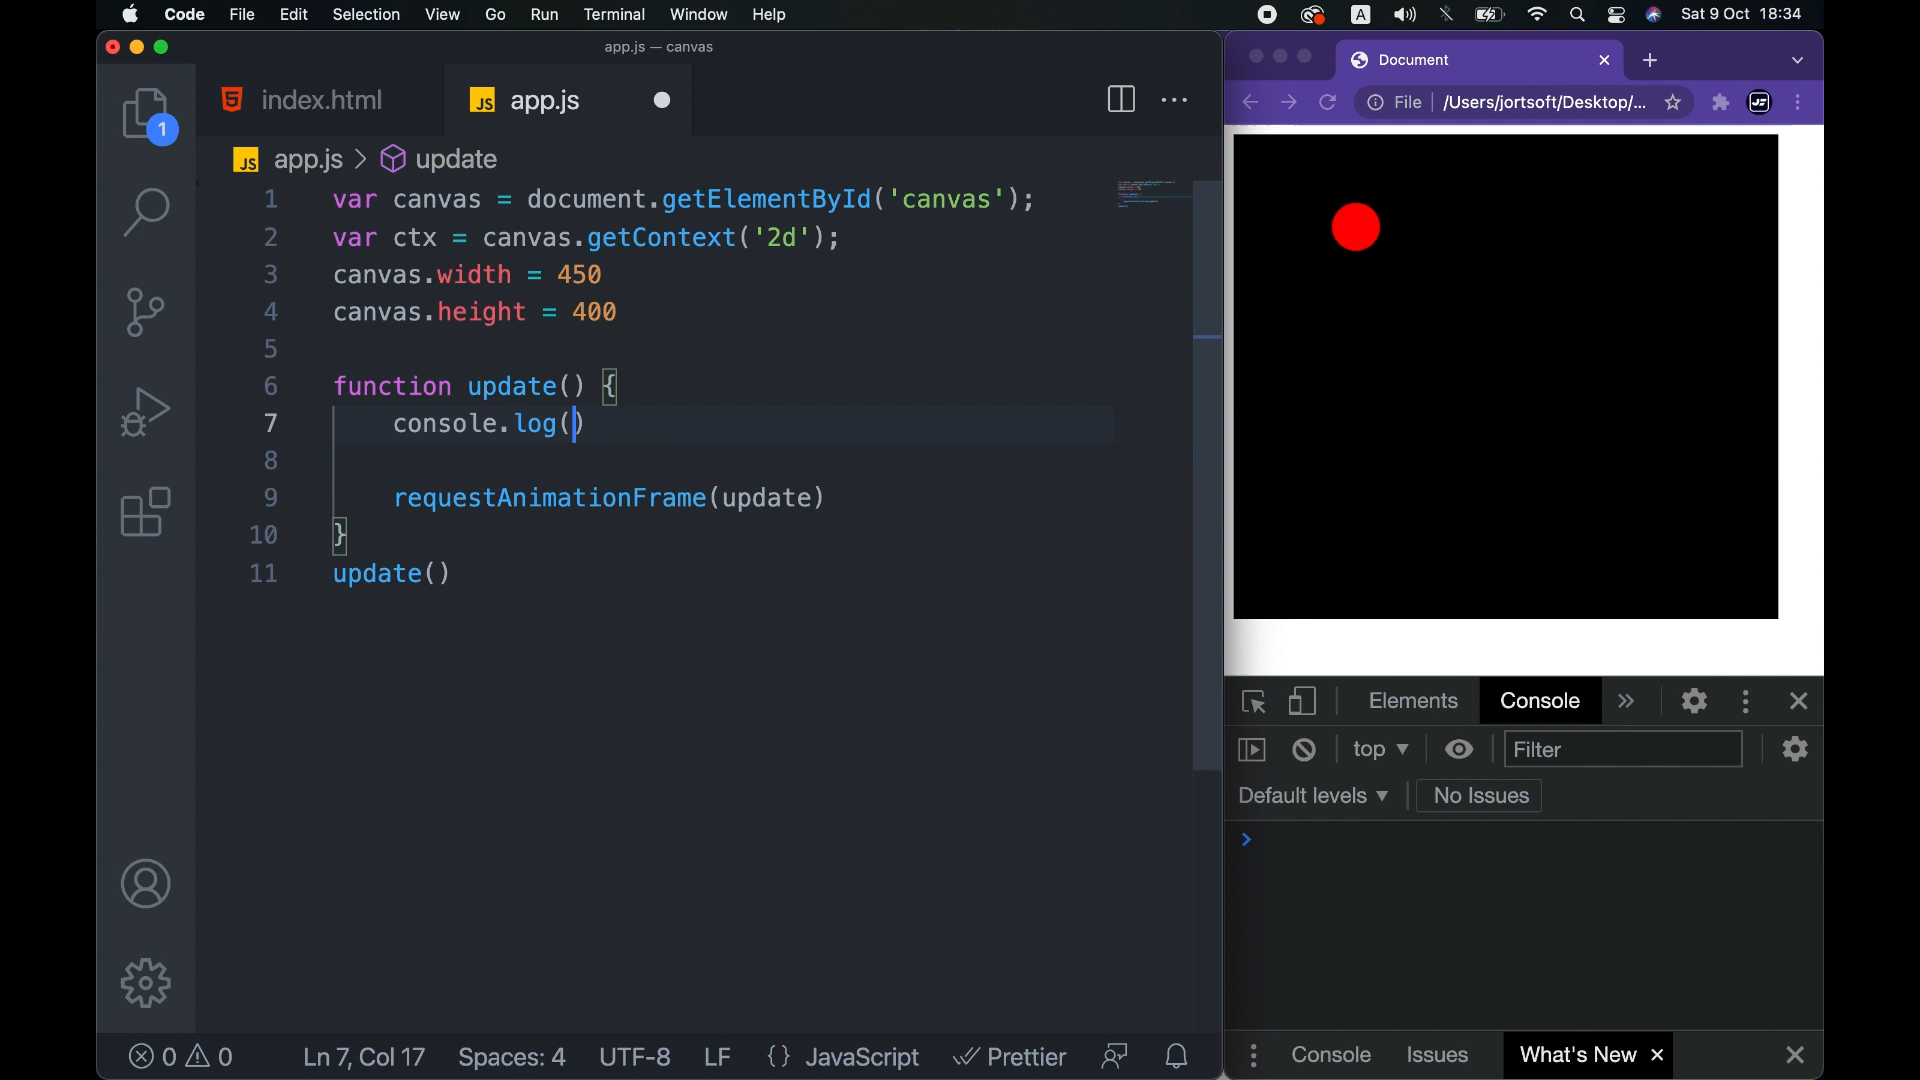 Code File Edit Selection View Go Run Terminal Window Help
A Sat 9 Oct 18:34
app.js — canvas
index.html
JS app.js
JS app.js > update
1 var canvas = document.getElementById('canvas');
2 var ctx = canvas.getContext('2d');
3 canvas.width = 450
4 canvas.height = 400
5
6 function update() {
7 console.log()
8
9 requestAnimationFrame(update)
10 }
11 update()
1
0 0 Ln 7, Col 17 Spaces: 4 UTF-8 LF {} JavaScript Prettier
Document
File /Users/jortsoft/Desktop/...
Elements Console
top Filter
Default levels No Issues
Console Issues What's New